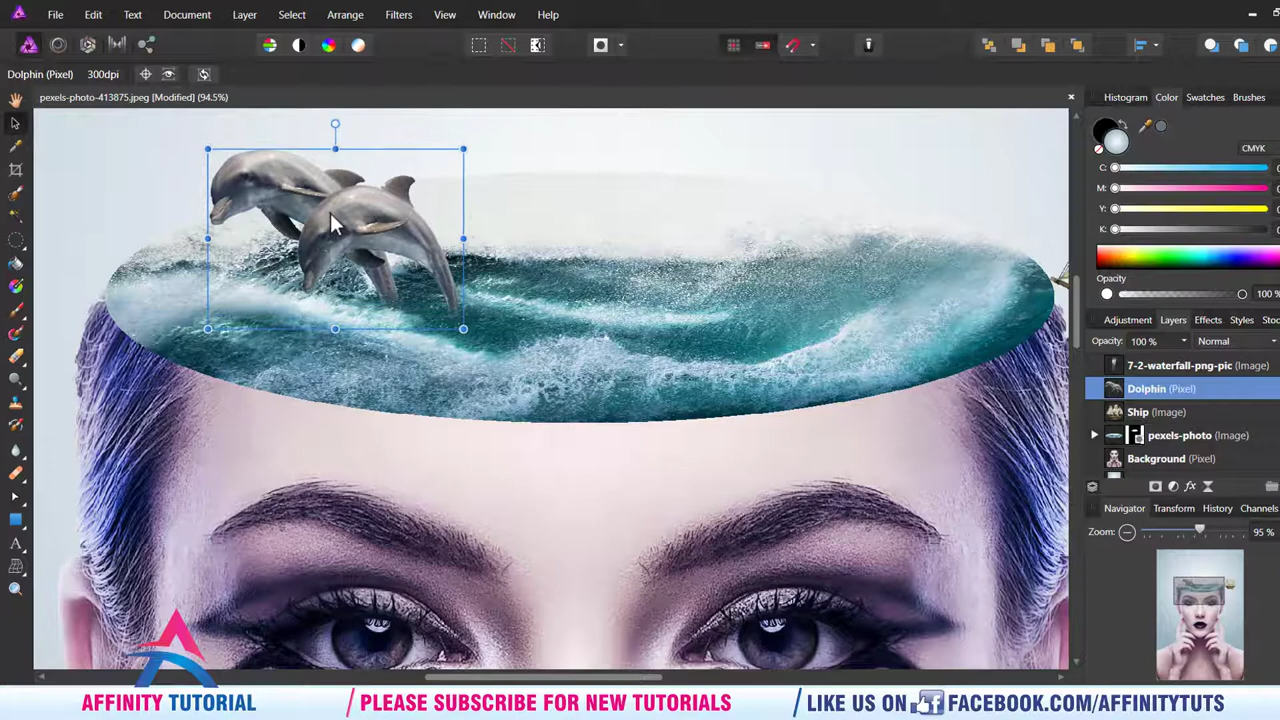 File Edit Text Document Layer Select Arrange Filters View Window Help
Dolphin (Pixel) 300dpi
pexels-photo-413875.jpeg [Modified] (94.5%)
Histogram Color Swatches Brushes
CMYK
C:
M:
Y:
K:
Opacity
100 %
Adjustment Layers Effects Styles Stoc
Opacity: 100 % Normal
7-2-waterfall-png-pic (Image)
Dolphin (Pixel)
Ship (Image)
pexels-photo (Image)
Background (Pixel)
fx
Navigator Transform History Channels
Zoom: 95 %
AFFINITY TUTORIAL
/PLEASE SUBSCRIBE FOR NEW TUTORIALS
/LIKE US ON f FACEBOOK.COM/AFFINITYTUTS